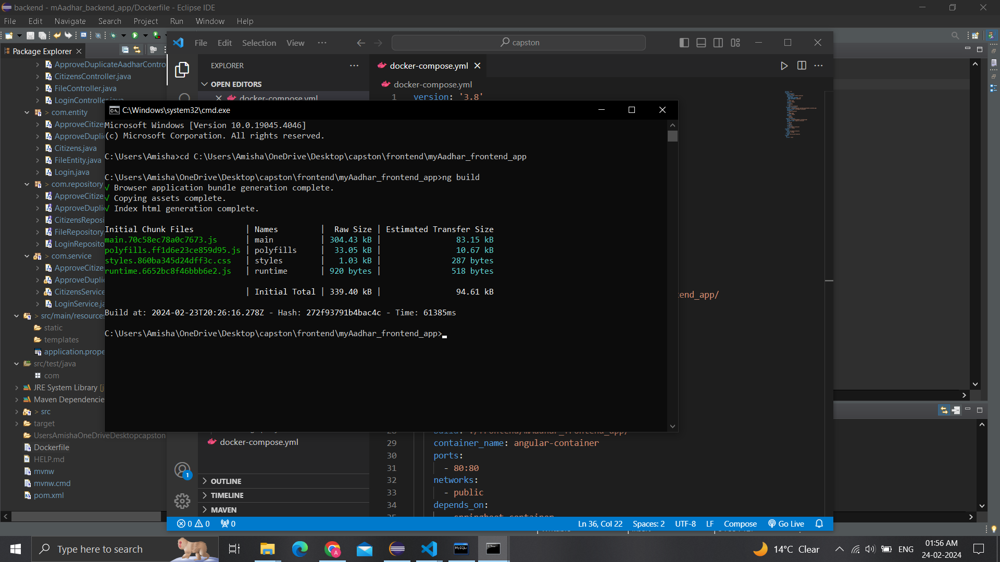 backend - mAadhar_backend_app/Dockerfile - Eclipse IDE
File Edit Navigate Search Project Run Window Help
Package Explorer
ApproveDuplicateAadharContro
CitizensController.java
FileController.java
LoginController.java
com.entity
ApproveCitize
ApproveDupli
Citizens.java
FileEntity.java
Login.java
com.repository
ApproveCitize
ApproveDupli
CitizensReposi
FileRepository
LoginReposito
com.service
ApproveCitize
ApproveDupli
CitizensService
LoginService.ja
src/main/resources
static
templates
application.prope
src/test/java
com
JRE System Library [j
Maven Dependencie
src
target
UsersAmishaOneDriveDesktopcapston
Dockerfile
HELP.md
mvnw
mvnw.cmd
pom.xml
File Edit Selection View ···
capston
EXPLORER
OPEN EDITORS
docker-compose.yml
docker-compose.yml
docker-compose.yml
1 version: '3.8'
C:\Windows\system32\cmd.exe
Microsoft Windows [Version 10.0.19045.4046]
(c) Microsoft Corporation. All rights reserved.
C:\Users\Amisha>cd C:\Users\Amisha\OneDrive\Desktop\capston\frontend\myAadhar_frontend_app
C:\Users\Amisha\OneDrive\Desktop\capston\frontend\myAadhar_frontend_app>ng build
√ Browser application bundle generation complete.
√ Copying assets complete.
√ Index html generation complete.
Initial Chunk Files | Names | Raw Size | Estimated Transfer Size
main.70c58ec78a0c7673.js | main | 304.43 kB | 83.15 kB
polyfills.ff1d6e23ce859d95.js | polyfills | 33.05 kB | 10.67 kB
styles.860ba345d24dff3c.css | styles | 1.03 kB | 287 bytes
runtime.6652bc8f46bbb6e2.js | runtime | 920 bytes | 518 bytes
| Initial Total | 339.40 kB | 94.61 kB
Build at: 2024-02-23T20:26:16.278Z - Hash: 272f93791b4bac4c - Time: 61385ms
C:\Users\Amisha\OneDrive\Desktop\capston\frontend\myAadhar_frontend_app>
end_app/
docker-compose.yml
29 container_name: angular-container
30 ports:
31 - 80:80
32 networks:
33 - public
34 depends_on:
OUTLINE
TIMELINE
MAVEN
0 0 0
Ln 36, Col 22 Spaces: 2 UTF-8 LF Compose Go Live
Type here to search
14°C Clear
ENG
01:56 AM
24-02-2024